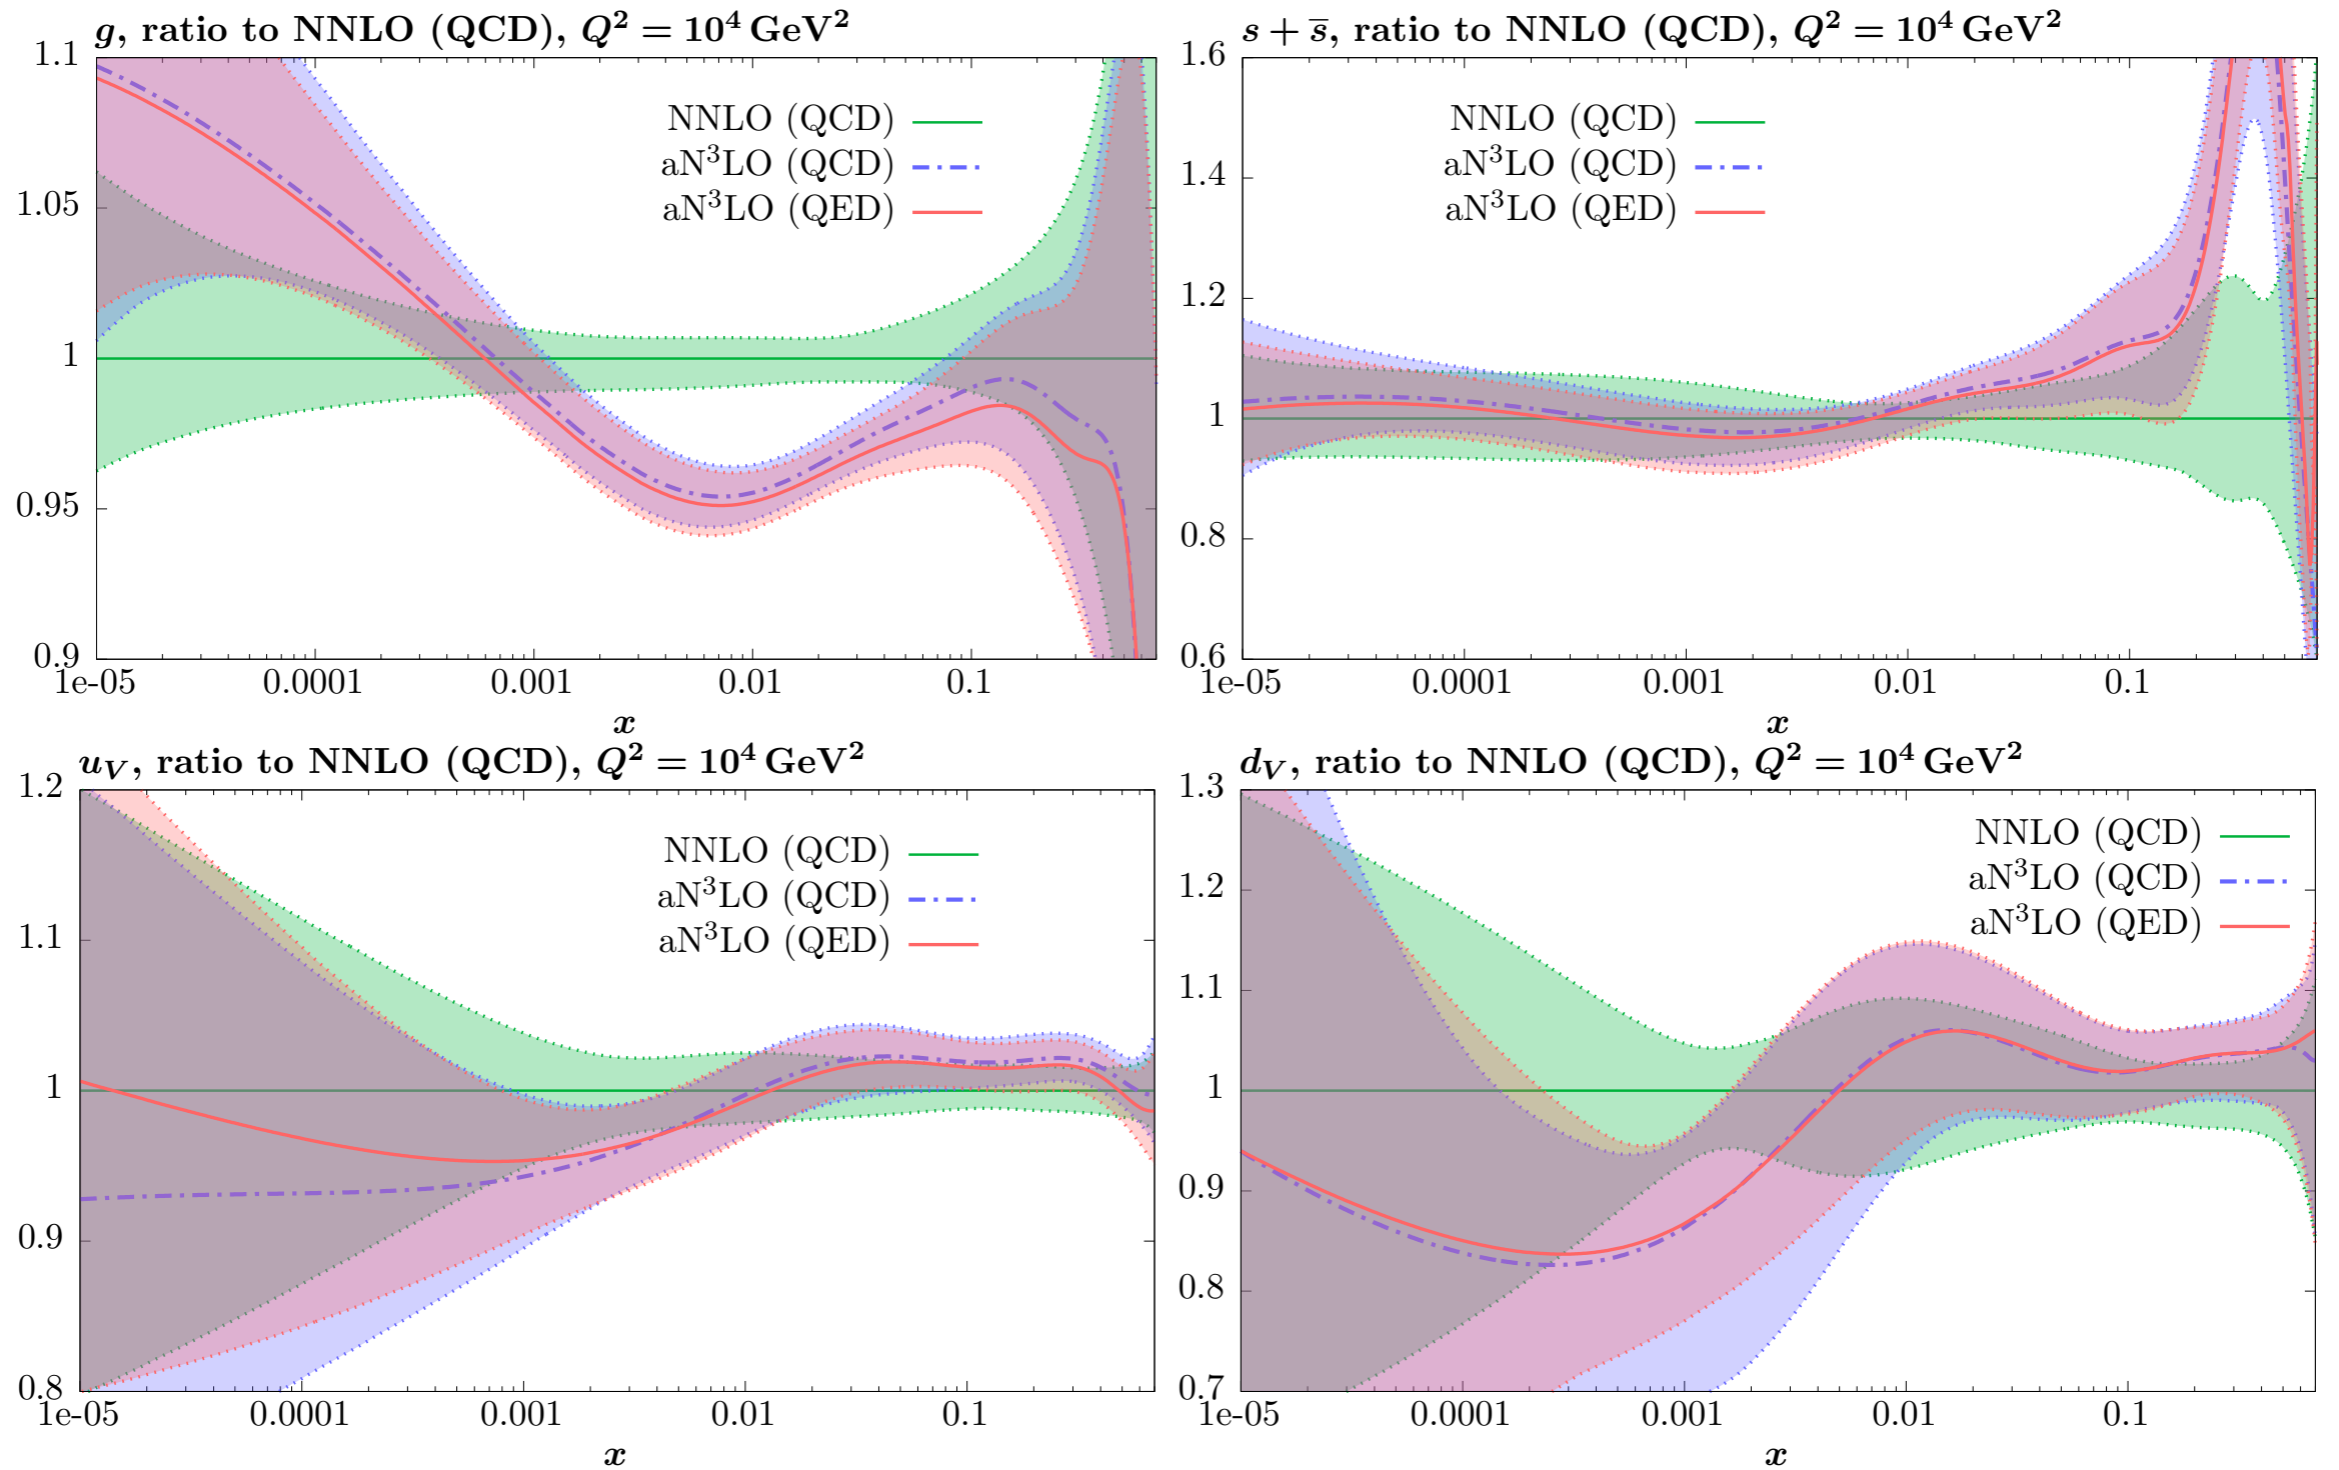 g, ratio to NNLO (QCD), Q² = 10⁴ GeV²
1.1
1.05
1
0.95
0.9
NNLO (QCD)
aN³LO (QCD)
aN³LO (QED)
1e-05 0.0001 0.001 0.01 0.1
x
s + s̅, ratio to NNLO (QCD), Q² = 10⁴ GeV²
1.6
1.4
1.2
1
0.8
0.6
NNLO (QCD)
aN³LO (QCD)
aN³LO (QED)
1e-05 0.0001 0.001 0.01 0.1
x
u_V, ratio to NNLO (QCD), Q² = 10⁴ GeV²
1.2
1.1
1
0.9
0.8
NNLO (QCD)
aN³LO (QCD)
aN³LO (QED)
1e-05 0.0001 0.001 0.01 0.1
x
d_V, ratio to NNLO (QCD), Q² = 10⁴ GeV²
1.3
1.2
1.1
1
0.9
0.8
0.7
NNLO (QCD)
aN³LO (QCD)
aN³LO (QED)
1e-05 0.0001 0.001 0.01 0.1
x